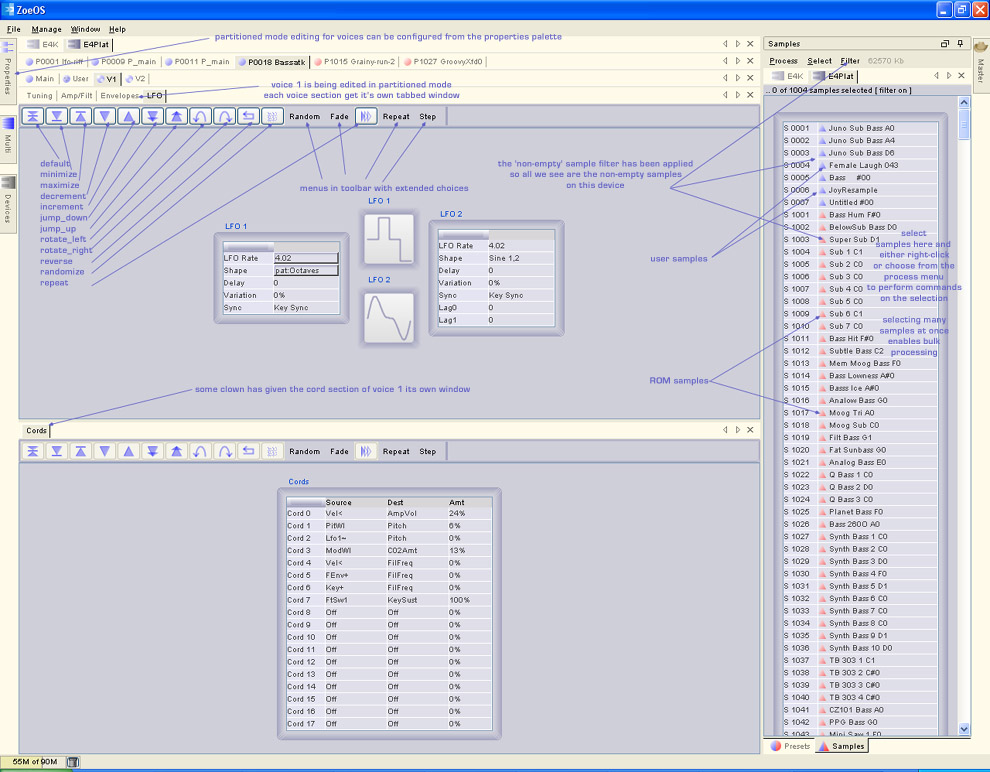 ZoeOS
File Manage Window Help
partitioned mode editing for voices can be configured from the properties palette
E4K E4Plat
P0001 lfo-riff P0009 P_main P0011 P_main P0018 Bassatk P1015 Grainy-run-2 P1027 GroovyXfd0
Main User V1 V2
voice 1 is being edited in partitioned mode
each voice section get it's own tabbed window
Tuning Amp/Filt Envelopes LFO
Random Fade Repeat Step
Properties
Multi
Devices
default
minimize
maximize
decrement
increment
jump_down
jump_up
rotate_left
rotate_right
reverse
randomize
repeat
menus in toolbar with extended choices
the 'non-empty' sample filter has been applied
so all we see are the non-empty samples
on this device
user samples
ROM samples
LFO 1
LFO Rate 4.02
Shape pat:Octaves
Delay 0
Variation 0%
Sync Key Sync
LFO 1
LFO 2
LFO 2
LFO Rate 4.02
Shape Sine 1,2
Delay 0
Variation 0%
Sync Key Sync
Lag0 0
Lag1 0
some clown has given the cord section of voice 1 its own window
Cords
Random Fade Repeat Step
Cords
Source Dest Amt
Cord 0 Vel< AmpVol 24%
Cord 1 PitWl Pitch 6%
Cord 2 Lfo1~ Pitch 0%
Cord 3 ModWl C02Amt 13%
Cord 4 Vel< FilFreq 0%
Cord 5 FEnv+ FilFreq 0%
Cord 6 Key+ FilFreq 0%
Cord 7 FtSw1 KeySust 100%
Cord 8 Off Off 0%
Cord 9 Off Off 0%
Cord 10 Off Off 0%
Cord 11 Off Off 0%
Cord 12 Off Off 0%
Cord 13 Off Off 0%
Cord 14 Off Off 0%
Cord 15 Off Off 0%
Cord 16 Off Off 0%
Cord 17 Off Off 0%
55M of 90M
Samples
Process Select Filter 62570 Kb
E4K E4Plat
.. 0 of 1004 samples selected [ filter on ]
Master
S 0001 Juno Sub Bass A0
S 0002 Juno Sub Bass A4
S 0003 Juno Sub Bass D6
S 0004 Female Laugh 043
S 0005 Bass #00
S 0006 JoyResample
S 0007 Untitled #00
S 1001 Bass Hum F#0
S 1002 BelowSub Bass D0
S 1003 Super Sub D1
S 1004 Sub 1 C1
S 1005 Sub 2 C0
S 1006 Sub 3 C0
S 1007 Sub 4 C0
S 1008 Sub 5 C0
S 1009 Sub 6 C1
S 1010 Sub 7 C0
S 1011 Bass Hit F#0
S 1012 Subtle Bass C2
S 1013 Mem Moog Bass F0
S 1014 Bass Lowness A#0
S 1015 Basss Ice A#0
S 1016 Analow Bass G0
S 1017 Moog Tri A0
S 1018 Moog Sub C0
S 1019 Filt Bass G1
S 1020 Fat Sunbass G0
S 1021 Analog Bass E0
S 1022 Q Bass 1 C0
S 1023 Q Bass 2 D0
S 1024 Q Bass 3 C0
S 1025 Planet Bass F0
S 1026 Bass 2600 A0
S 1027 Synth Bass 1 C0
S 1028 Synth Bass 2 C0
S 1029 Synth Bass 3 D0
S 1030 Synth Bass 4 F0
S 1031 Synth Bass 5 D1
S 1032 Synth Bass 6 C0
S 1033 Synth Bass 7 C0
S 1034 Synth Bass 8 C0
S 1035 Synth Bass 9 D1
S 1036 Synth Bass 10 D0
S 1037 TB 303 1 C1
S 1038 TB 303 2 C#0
S 1039 TB 303 3 C#0
S 1040 TB 303 4 C#0
S 1041 CZ101 Bass A0
S 1042 PPG Bass G0
S 1043 Mini Saw 1 F0
select
samples here and
either right-click
or choose from the
process menu
to perform commands
on the selection
selecting many
samples at once
enables bulk
processing
Presets Samples